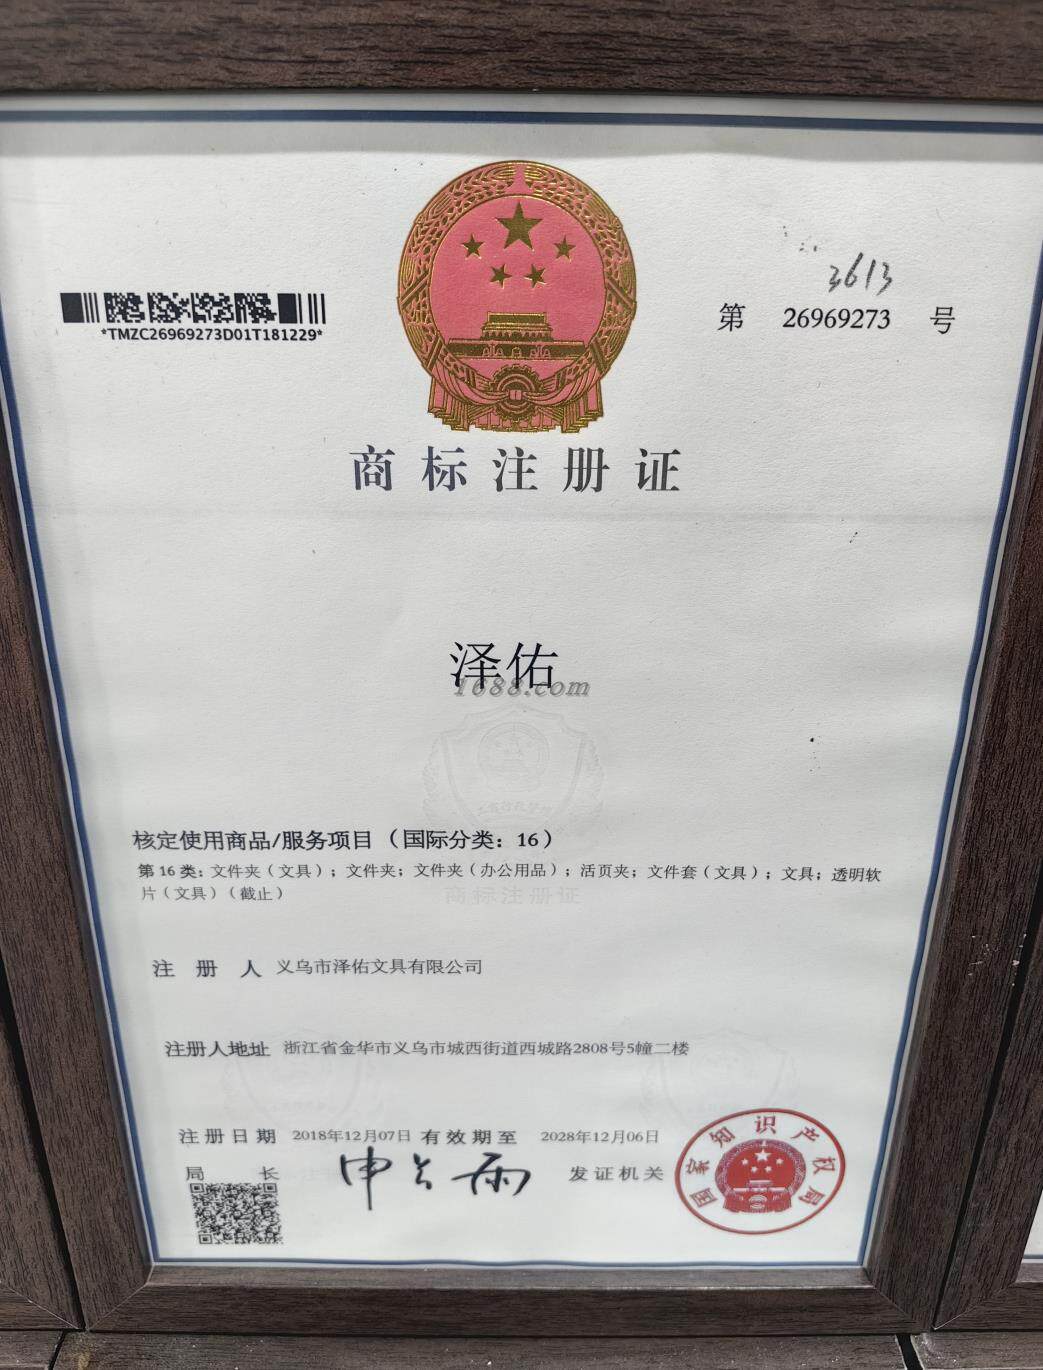 3613
*TMZC26969273D01T181229*
第 26969273 号
商标注册证
泽佑
1688.com
核定使用商品/服务项目（国际分类：16）
第 16 类：文件夹（文具）；文件夹；文件夹（办公用品）；活页夹；文件套（文具）；文具；透明软
片（文具）（截止）
商标注册证
注 册 人 义乌市泽佑文具有限公司
注册人地址 浙江省金华市义乌市城西街道西城路2808号5幢二楼
注册日期 2018年12月07日 有效期至 2028年12月06日
局 长 申长雨 发证机关
国家知识产权局